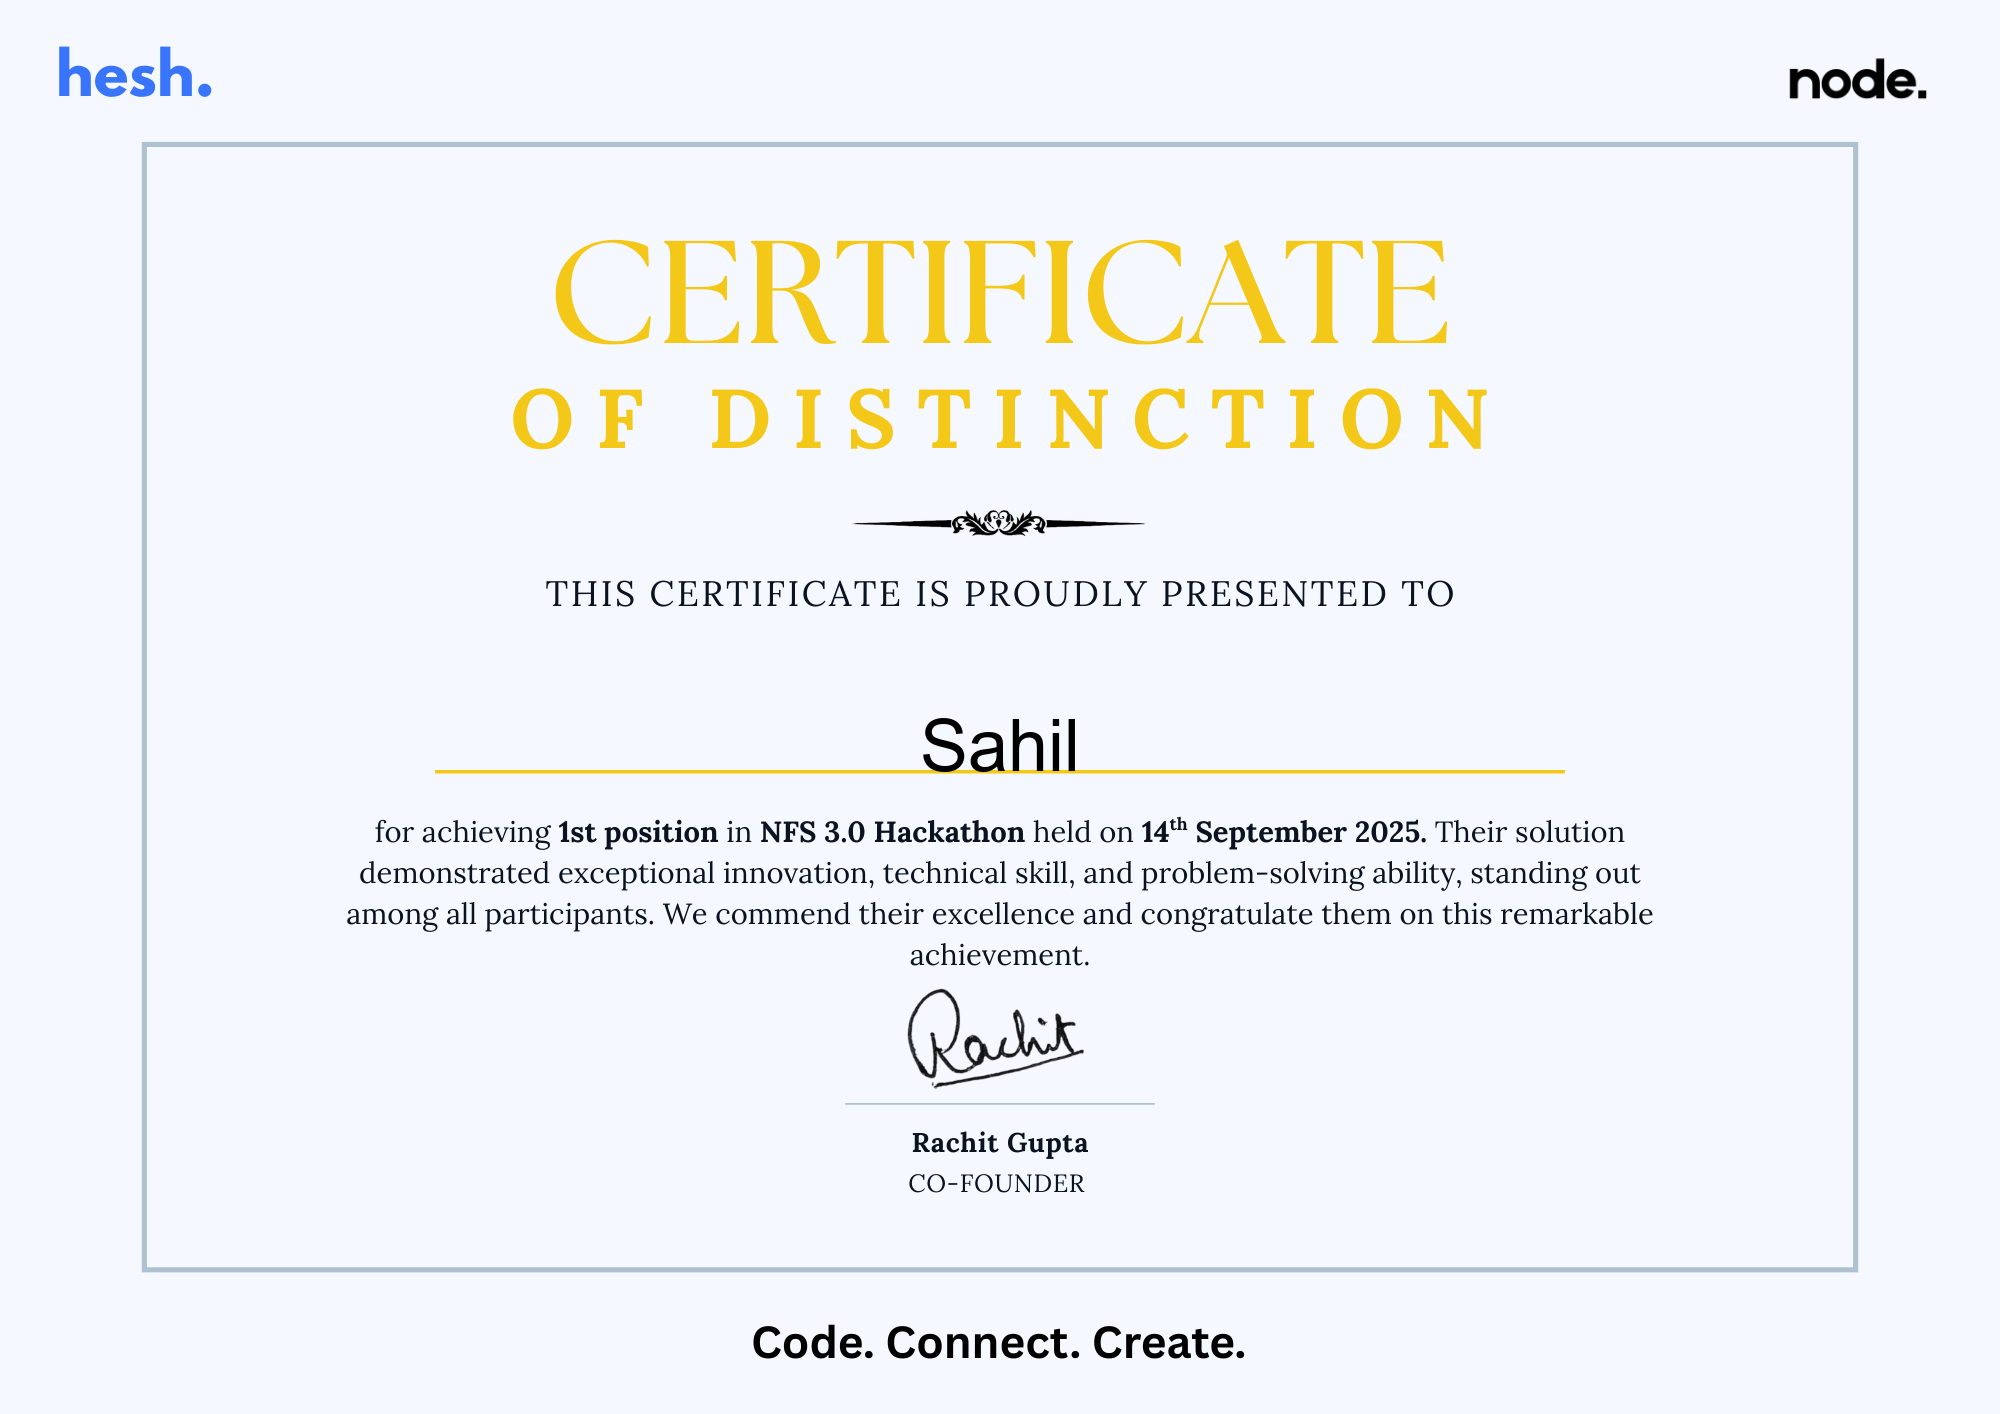 hesh.
node.
CERTIFICATE
OF DISTINCTION
THIS CERTIFICATE IS PROUDLY PRESENTED TO
Sahil
for achieving 1st position in NFS 3.0 Hackathon held on 14th September 2025. Their solution
demonstrated exceptional innovation, technical skill, and problem-solving ability, standing out
among all participants. We commend their excellence and congratulate them on this remarkable
achievement.
Rachit
Rachit Gupta
CO-FOUNDER
Code. Connect. Create.